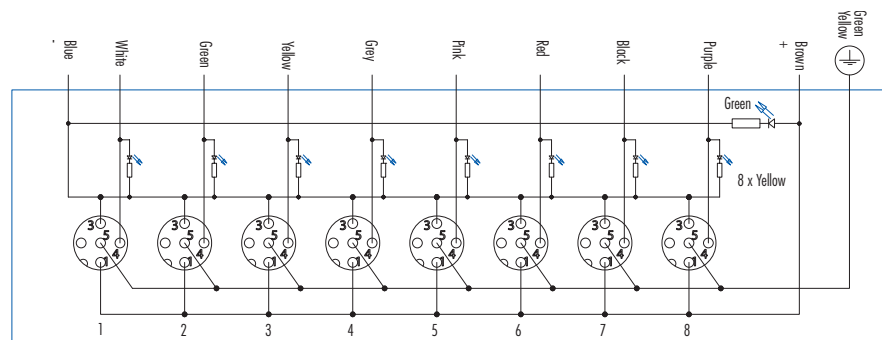 Blue
-
White
Green
Yellow
Grey
Pink
Red
Black
Purple
Brown
+
Green
Yellow
Green
8 x Yellow
3 5 4 1
3 5 4 1
3 5 4 1
3 5 4 1
3 5 4 1
3 5 4 1
3 5 4 1
3 5 4 1
1 2 3 4 5 6 7 8